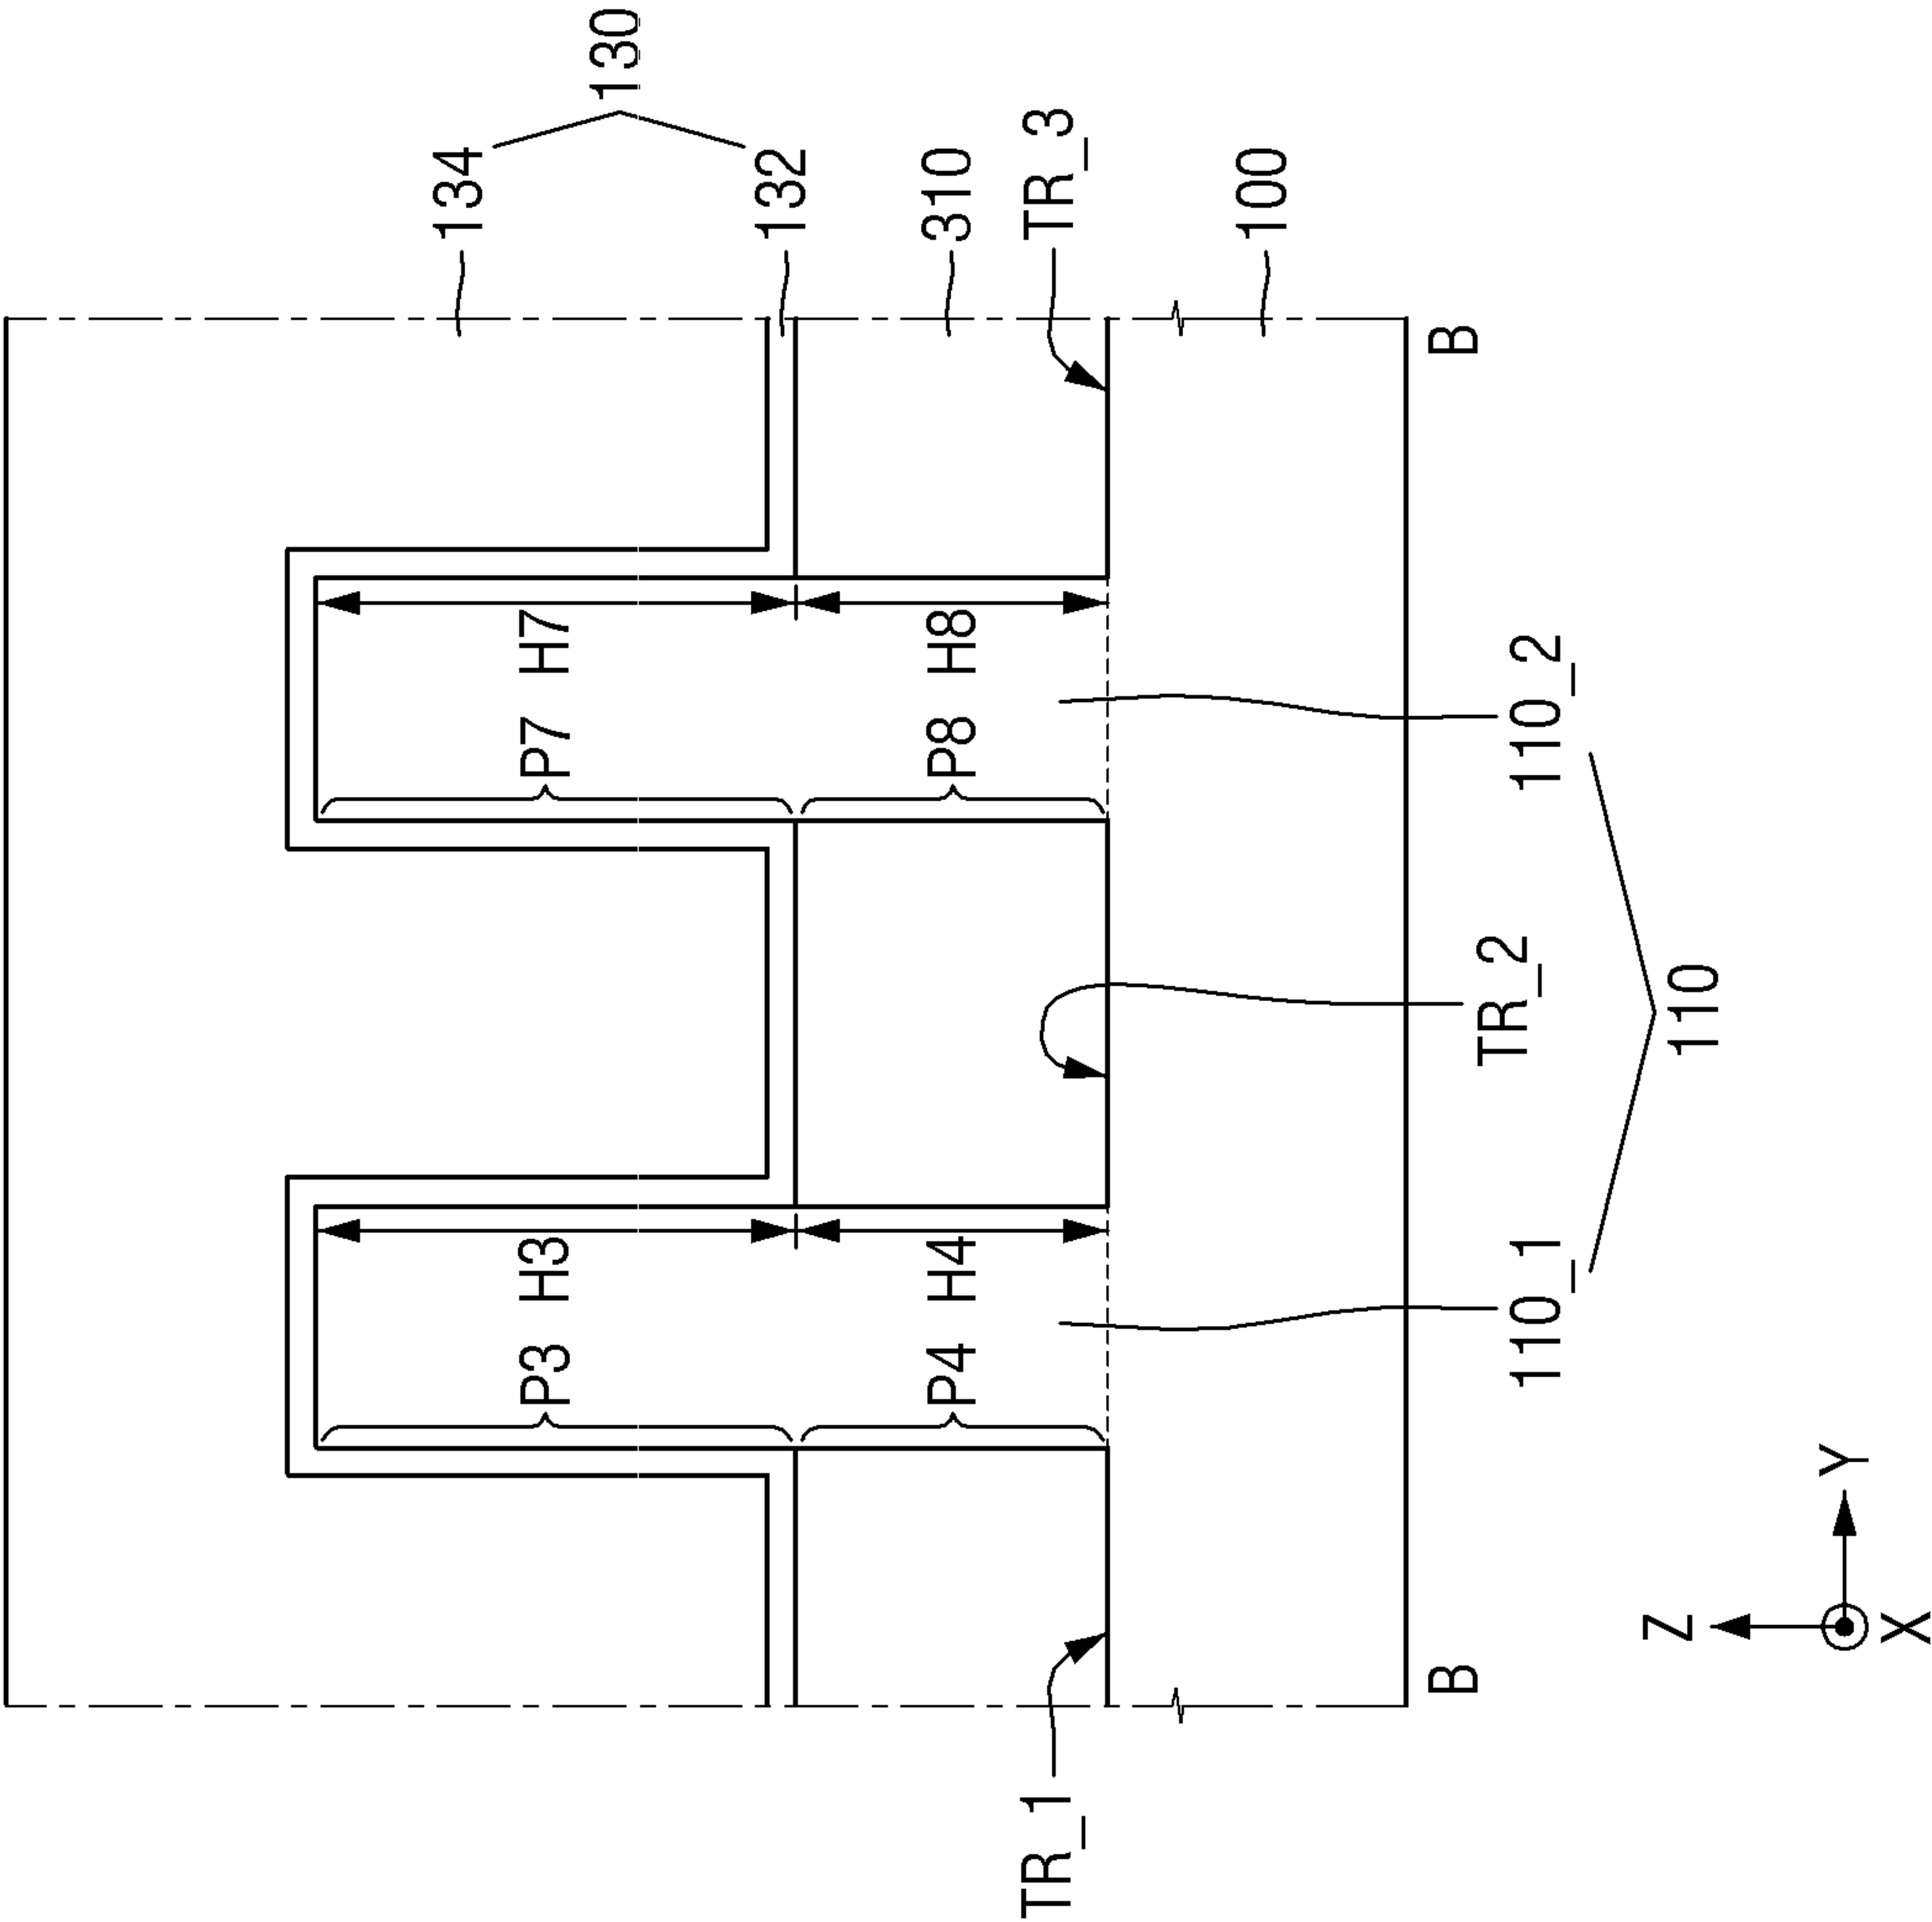 134
130
132
310
TR_3
100
TR_1
P3 H3
P7 H7
P4 H4
P8 H8
B
B
110_1
TR_2
110_2
110
Z
Y
X